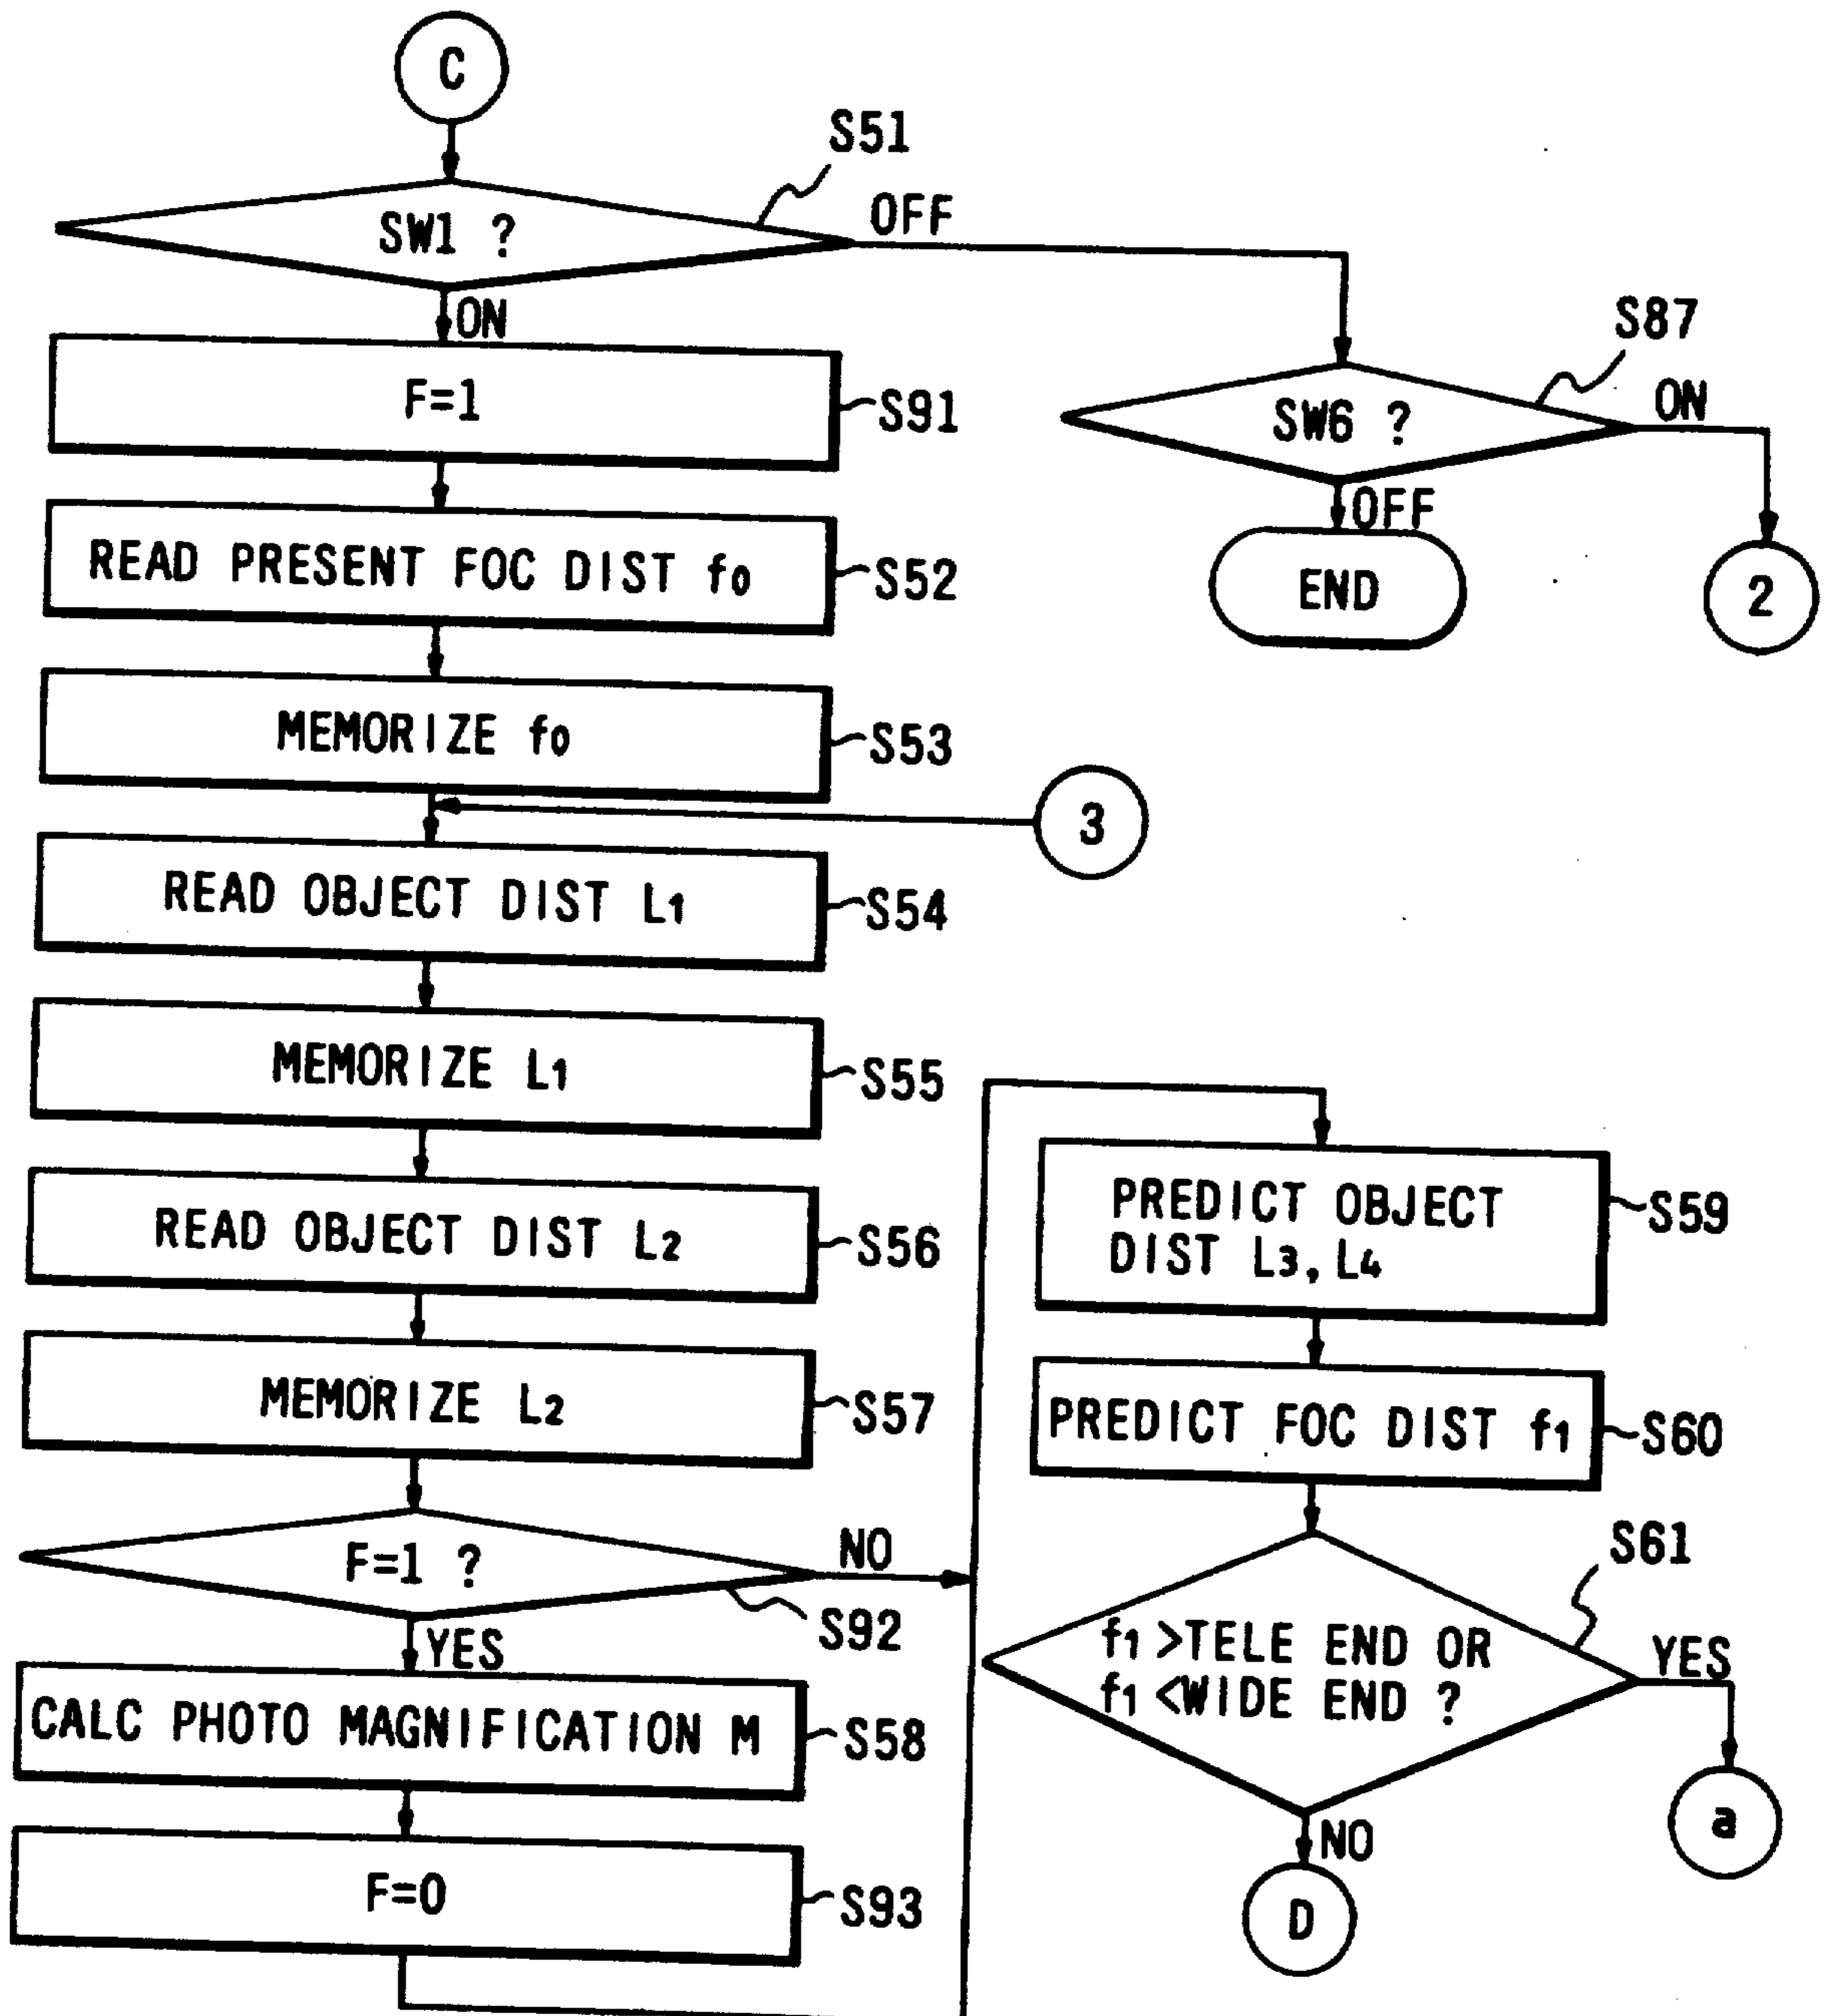 C
S51
SW1 ?
OFF
ON
S87
F=1
S91
SW6 ?
ON
OFF
END
2
READ PRESENT FOC DIST f0
S52
MEMORIZE f0
S53
3
READ OBJECT DIST L1
S54
MEMORIZE L1
S55
READ OBJECT DIST L2
S56
MEMORIZE L2
S57
F=1 ?
NO
S92
YES
CALC PHOTO MAGNIFICATION M
S58
F=0
S93
PREDICT OBJECT
DIST L3, L4
S59
PREDICT FOC DIST f1
S60
S61
f1 >TELE END OR
f1 <WIDE END ?
YES
a
NO
D